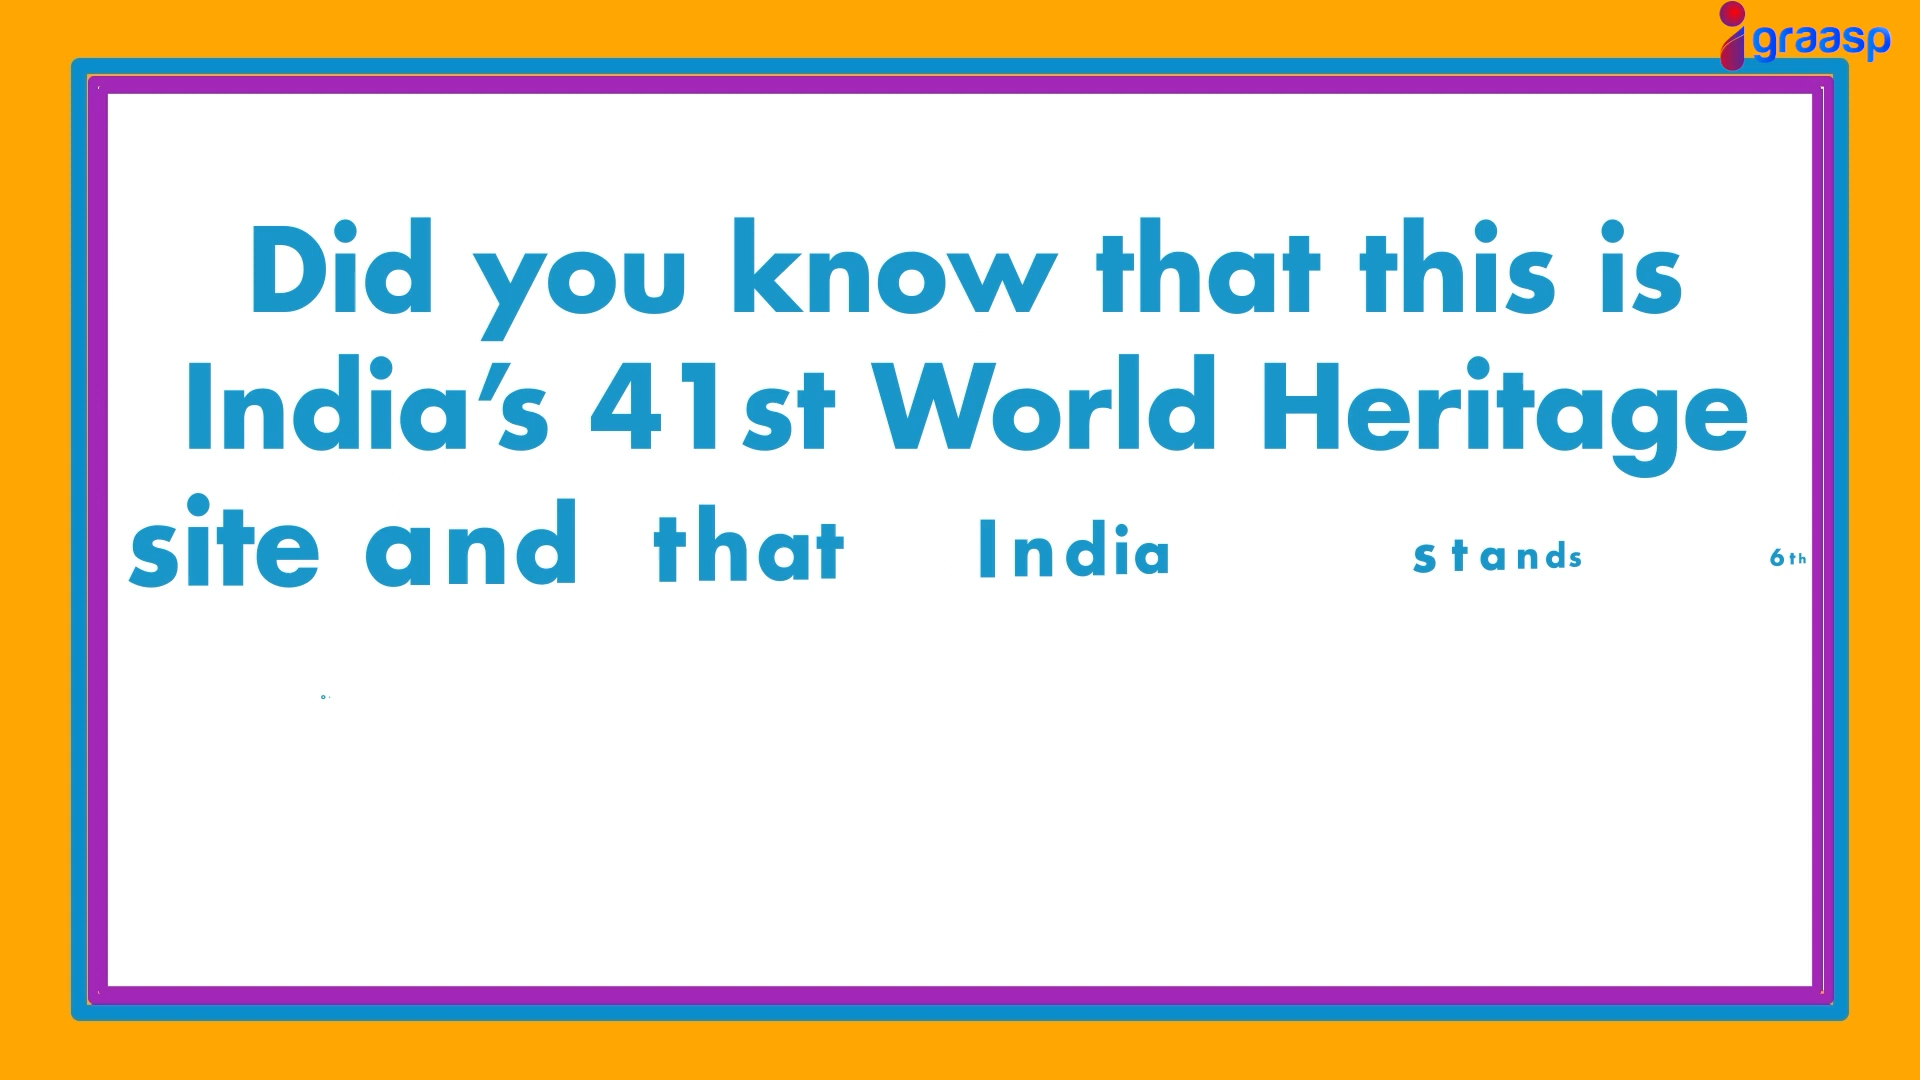 igraasp
Did you know that this is
India’s 41st World Heritage
site and that India stands 6th